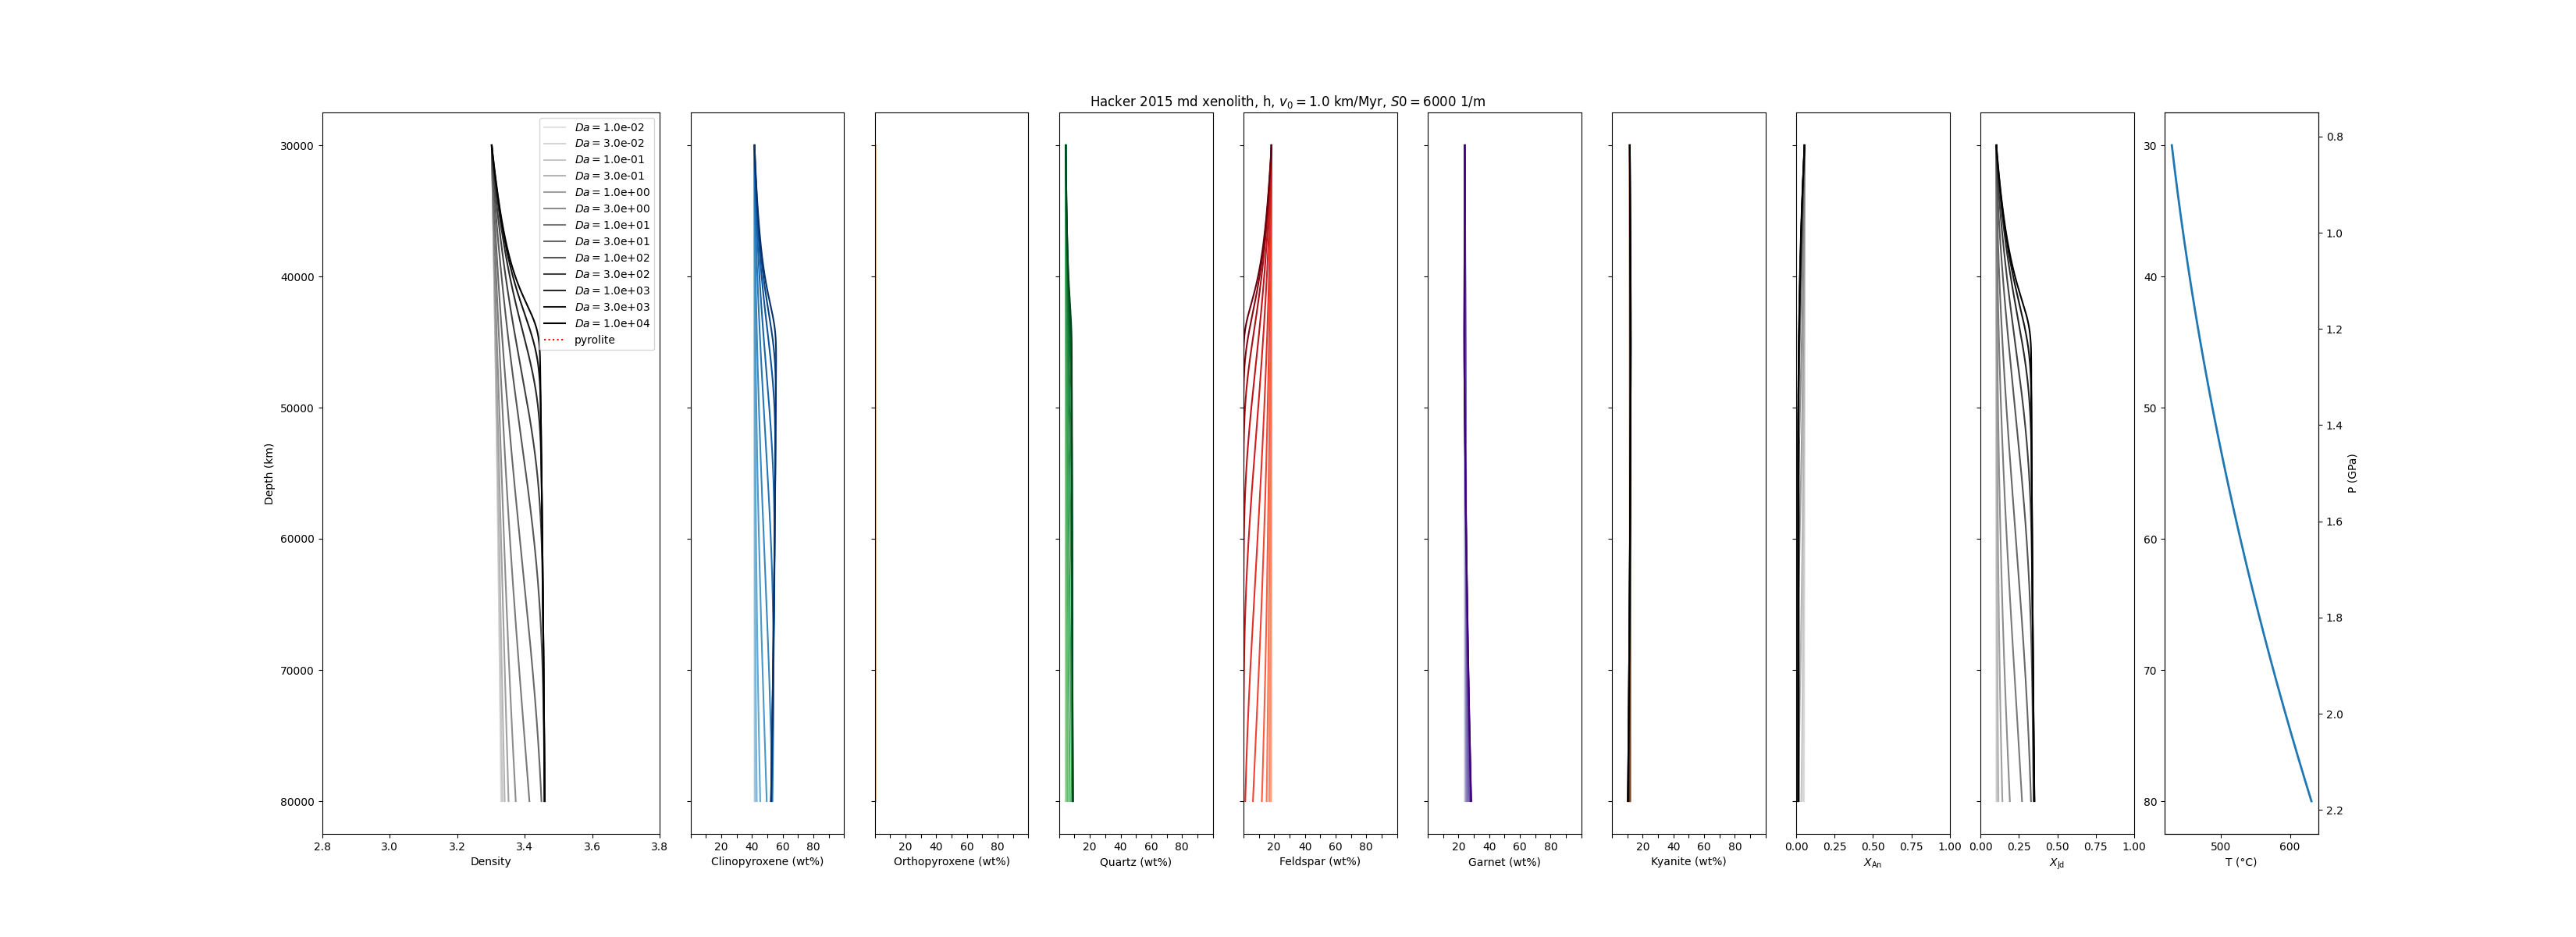 Hacker 2015 md xenolith, h, v₀ = 1.0 km/Myr, S0 = 6000 1/m
Da = 1.0e-02
Da = 3.0e-02
Da = 1.0e-01
Da = 3.0e-01
Da = 1.0e+00
Da = 3.0e+00
Da = 1.0e+01
Da = 3.0e+01
Da = 1.0e+02
Da = 3.0e+02
Da = 1.0e+03
Da = 3.0e+03
Da = 1.0e+04
pyrolite
Depth (km)
30000
40000
50000
60000
70000
80000
2.8 3.0 3.2 3.4 3.6 3.8
Density
20 40 60 80
Clinopyroxene (wt%)
20 40 60 80
Orthopyroxene (wt%)
20 40 60 80
Quartz (wt%)
20 40 60 80
Feldspar (wt%)
20 40 60 80
Garnet (wt%)
20 40 60 80
Kyanite (wt%)
0.00 0.25 0.50 0.75 1.00
X_An
0.00 0.25 0.50 0.75 1.00
X_Jd
30
40
50
60
70
80
500 600
T (°C)
0.8
1.0
1.2
1.4
1.6
1.8
2.0
2.2
P (GPa)